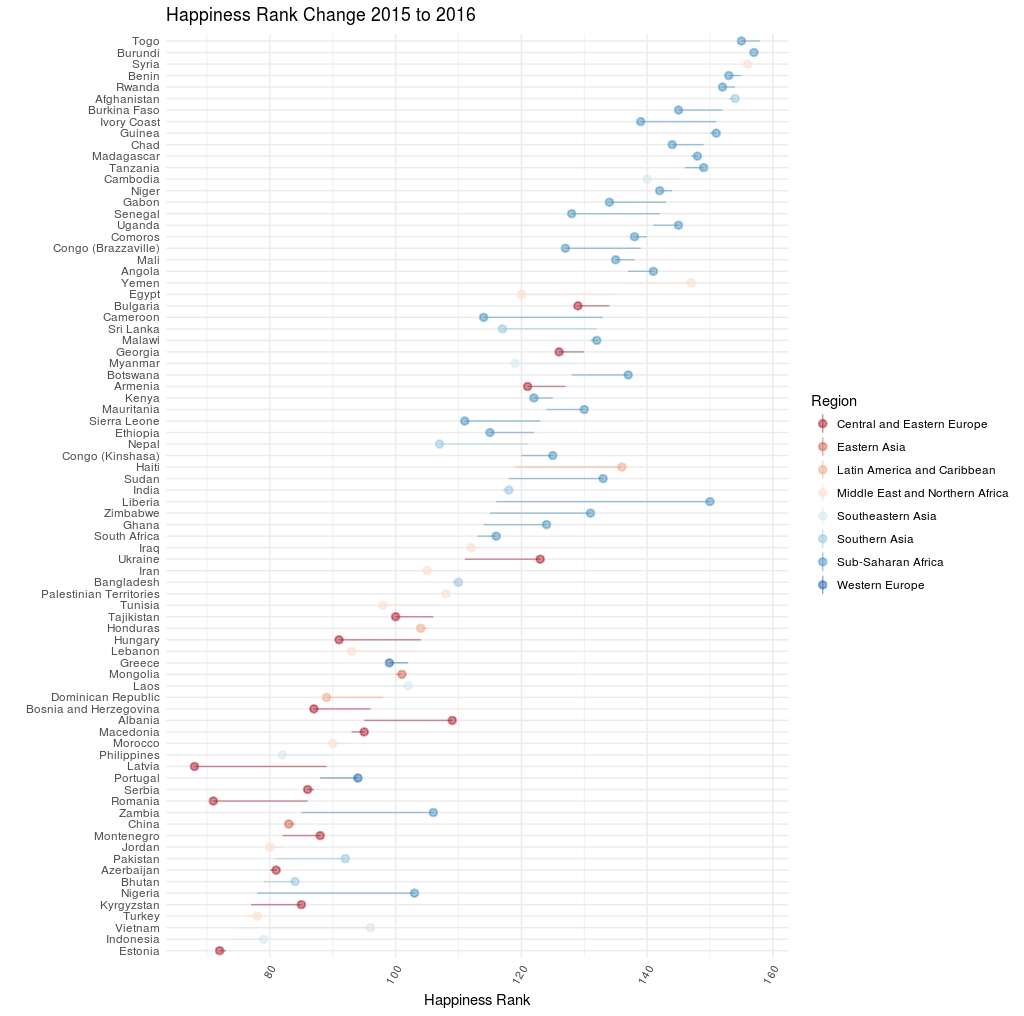 Happiness Rank Change 2015 to 2016
Togo
Burundi
Syria
Benin
Rwanda
Afghanistan
Burkina Faso
Ivory Coast
Guinea
Chad
Madagascar
Tanzania
Cambodia
Niger
Gabon
Senegal
Uganda
Comoros
Congo (Brazzaville)
Mali
Angola
Yemen
Egypt
Bulgaria
Cameroon
Sri Lanka
Malawi
Georgia
Myanmar
Botswana
Armenia
Kenya
Mauritania
Sierra Leone
Ethiopia
Nepal
Congo (Kinshasa)
Haiti
Sudan
India
Liberia
Zimbabwe
Ghana
South Africa
Iraq
Ukraine
Iran
Bangladesh
Palestinian Territories
Tunisia
Tajikistan
Honduras
Hungary
Lebanon
Greece
Mongolia
Laos
Dominican Republic
Bosnia and Herzegovina
Albania
Macedonia
Morocco
Philippines
Latvia
Portugal
Serbia
Romania
Zambia
China
Montenegro
Jordan
Pakistan
Azerbaijan
Bhutan
Nigeria
Kyrgyzstan
Turkey
Vietnam
Indonesia
Estonia
80 100 120 140 160
Happiness Rank
Region
Central and Eastern Europe
Eastern Asia
Latin America and Caribbean
Middle East and Northern Africa
Southeastern Asia
Southern Asia
Sub-Saharan Africa
Western Europe